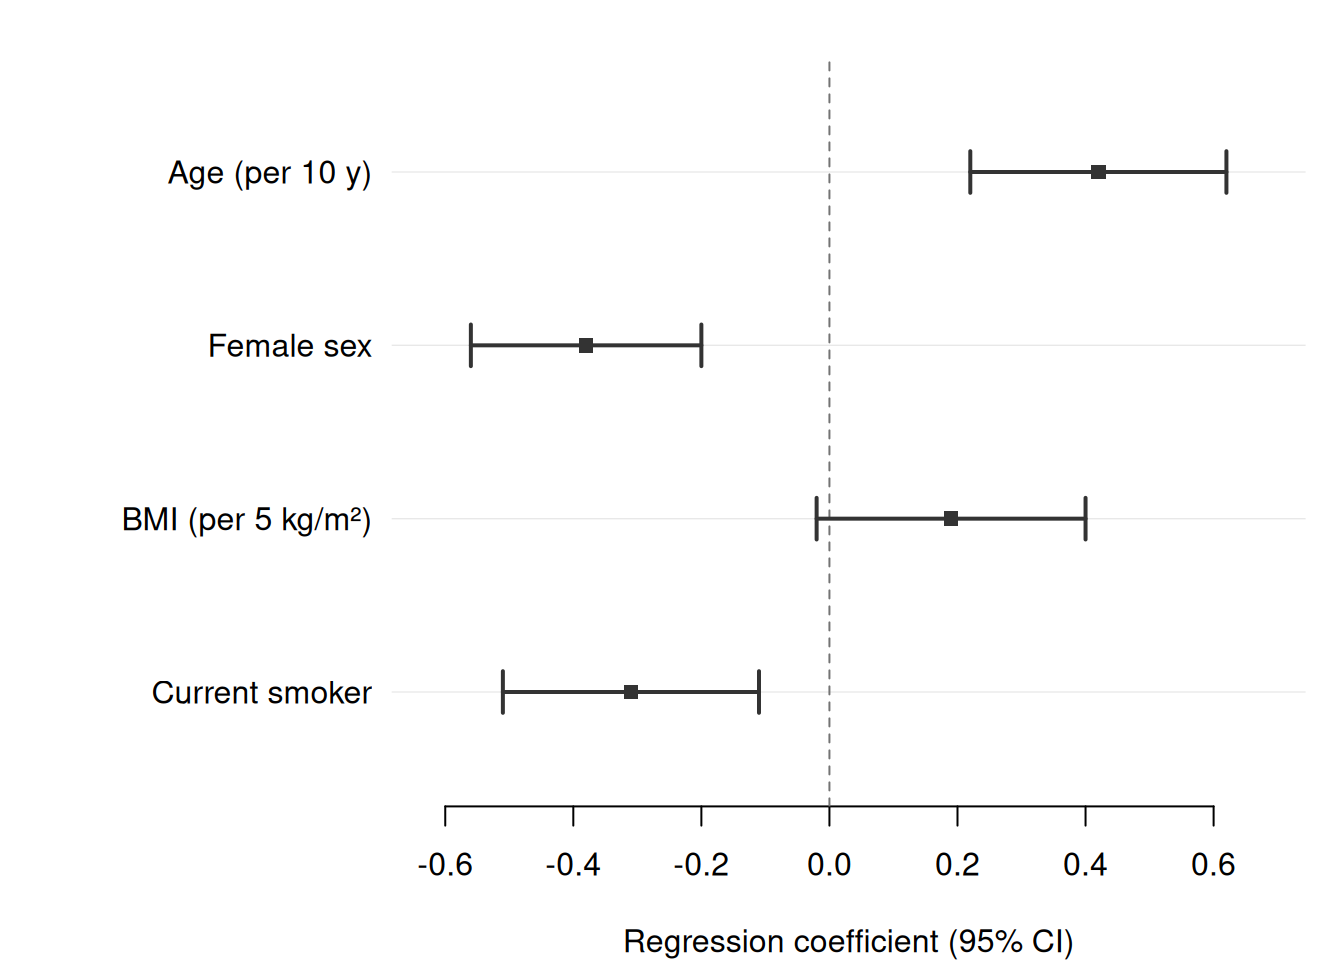 Age (per 10 y)
Female sex
BMI (per 5 kg/m²)
Current smoker
-0.6 -0.4 -0.2 0.0 0.2 0.4 0.6
Regression coefficient (95% CI)